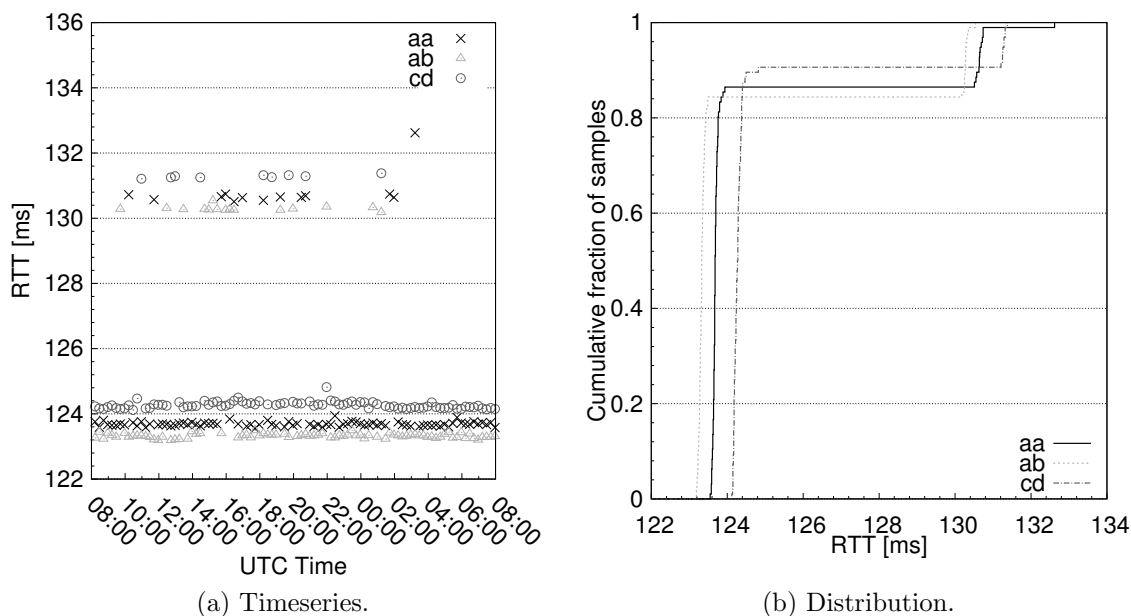 136
134
132
130
128
126
124
122
RTT [ms]
aa
ab
cd
08:00
10:00
12:00
14:00
16:00
18:00
20:00
22:00
00:00
02:00
04:00
06:00
08:00
UTC Time
(a) Timeseries.
1
0.8
0.6
0.4
0.2
0
Cumulative fraction of samples
aa
ab
cd
122
124
126
128
130
132
134
RTT [ms]
(b) Distribution.